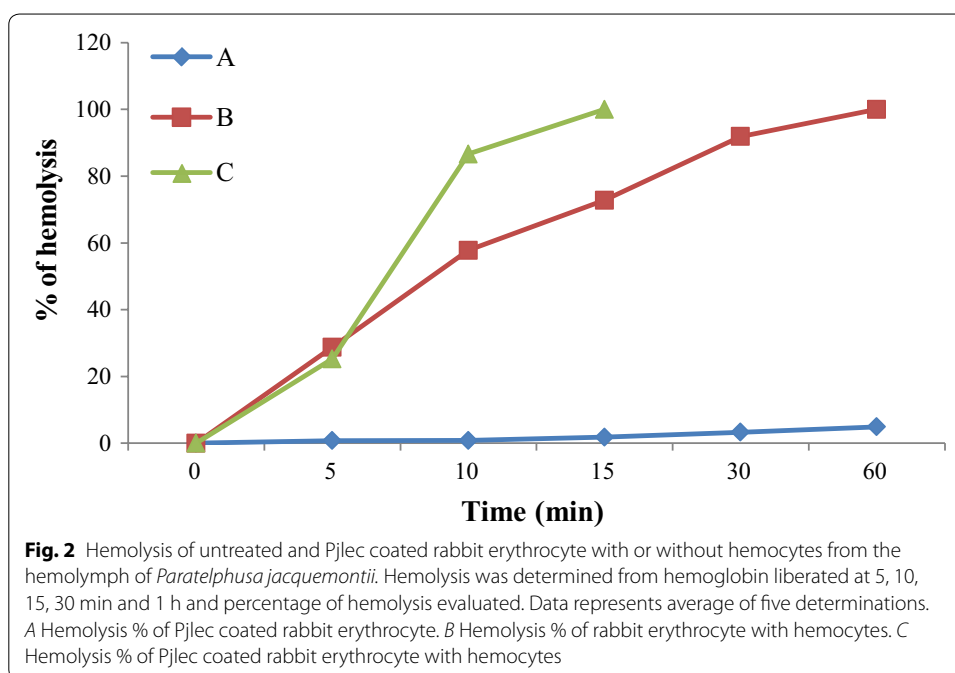 120
100
80
60
40
20
0
% of hemolysis
A
B
C
0 5 10 15 30 60
Time (min)
Fig. 2 Hemolysis of untreated and Pjlec coated rabbit erythrocyte with or without hemocytes from the
hemolymph of Paratelphusa jacquemontii. Hemolysis was determined from hemoglobin liberated at 5, 10,
15, 30 min and 1 h and percentage of hemolysis evaluated. Data represents average of five determinations.
A Hemolysis % of Pjlec coated rabbit erythrocyte. B Hemolysis % of rabbit erythrocyte with hemocytes. C
Hemolysis % of Pjlec coated rabbit erythrocyte with hemocytes